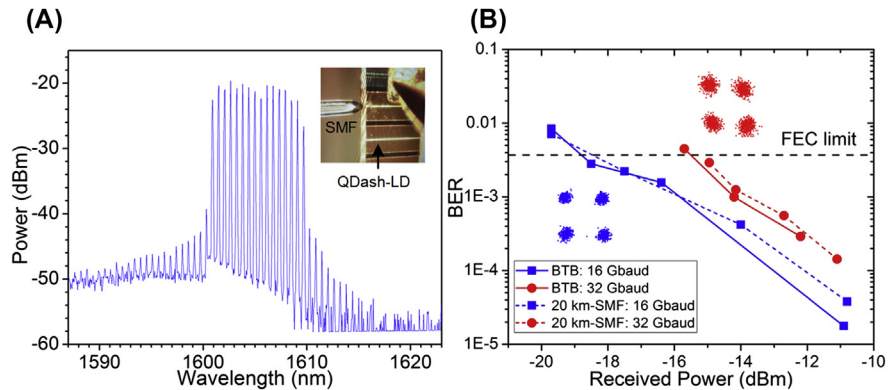 (A)
-20
-30
-40
-50
-60
Power (dBm)
1590
1600
1610
1620
Wavelength (nm)
SMF
QDash-LD
(B)
0.1
0.01
1E-3
1E-4
1E-5
BER
FEC limit
BTB: 16 Gbaud
BTB: 32 Gbaud
20 km-SMF: 16 Gbaud
20 km-SMF: 32 Gbaud
-20
-18
-16
-14
-12
-10
Received Power (dBm)